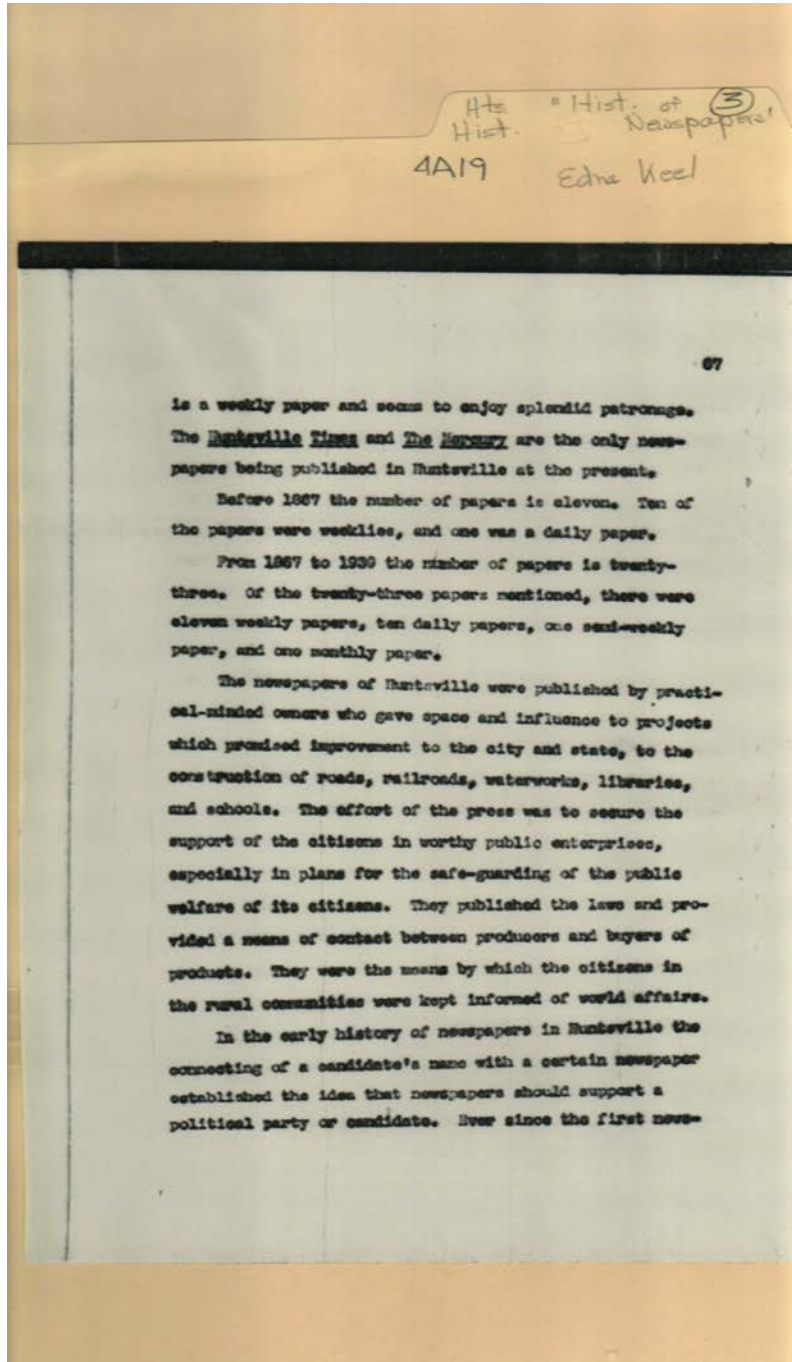 Hts "Hist. of ③
Hist. Newspapers"
4A19 Edna Keel
67
is a weekly paper and seems to enjoy splendid patronage.
The Huntsville Times and The Mercury are the only news-
papers being published in Huntsville at the present.
Before 1867 the number of papers is eleven. Ten of
the papers were weeklies, and one was a daily paper.
From 1867 to 1939 the number of papers is twenty-
three. Of the twenty-three papers mentioned, there were
eleven weekly papers, ten daily papers, one semi-weekly
paper, and one monthly paper.
The newspapers of Huntsville were published by practi-
cal-minded owners who gave space and influence to projects
which promised improvement to the city and state, to the
construction of roads, railroads, waterworks, libraries,
and schools. The effort of the press was to secure the
support of the citizens in worthy public enterprises,
especially in plans for the safe-guarding of the public
welfare of its citizens. They published the laws and pro-
vided a means of contact between producers and buyers of
products. They were the means by which the citizens in
the rural communities were kept informed of world affairs.
In the early history of newspapers in Huntsville the
connecting of a candidate's name with a certain newspaper
established the idea that newspapers should support a
political party or candidate. Ever since the first news-